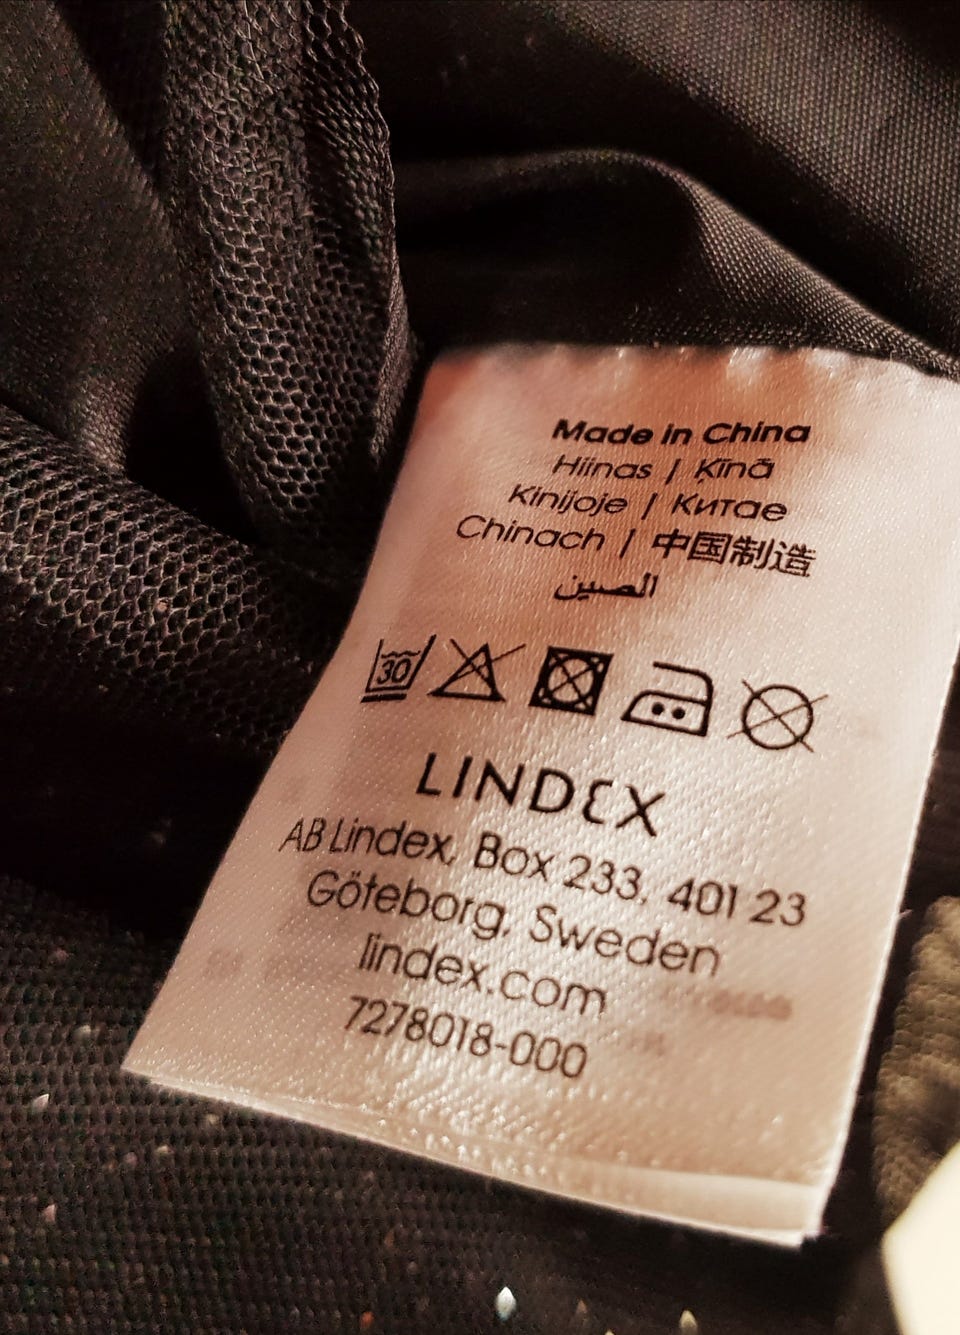 Made in China
Hiinas | Ķīnā
Kinijoje | Китае
Chinach | 中国制造
الصين
30
LINDEX
AB Lindex, Box 233, 401 23
Göteborg, Sweden
lindex.com
7278018-000